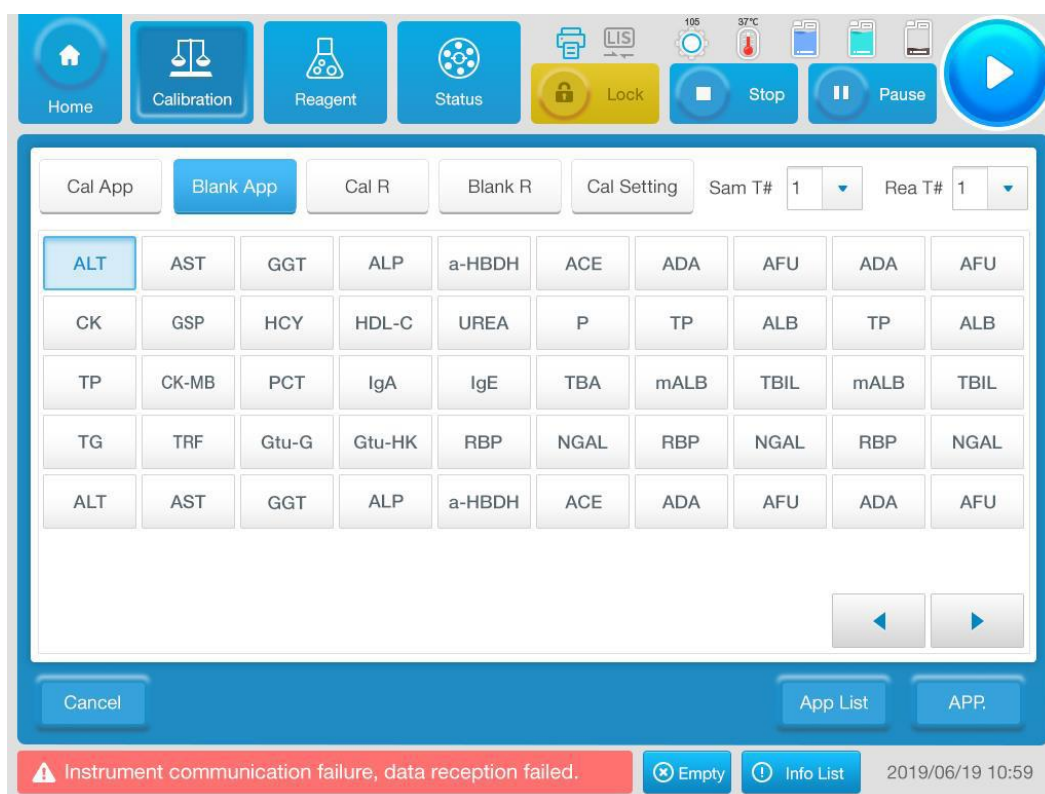 105 37°C
LIS
Home Calibration Reagent Status Lock Stop Pause
Cal App Blank App Cal R Blank R Cal Setting Sam T# 1 Rea T# 1
ALT AST GGT ALP a-HBDH ACE ADA AFU ADA AFU
CK GSP HCY HDL-C UREA P TP ALB TP ALB
TP CK-MB PCT IgA IgE TBA mALB TBIL mALB TBIL
TG TRF Gtu-G Gtu-HK RBP NGAL RBP NGAL RBP NGAL
ALT AST GGT ALP a-HBDH ACE ADA AFU ADA AFU
Cancel App List APP.
Instrument communication failure, data reception failed. Empty Info List 2019/06/19 10:59